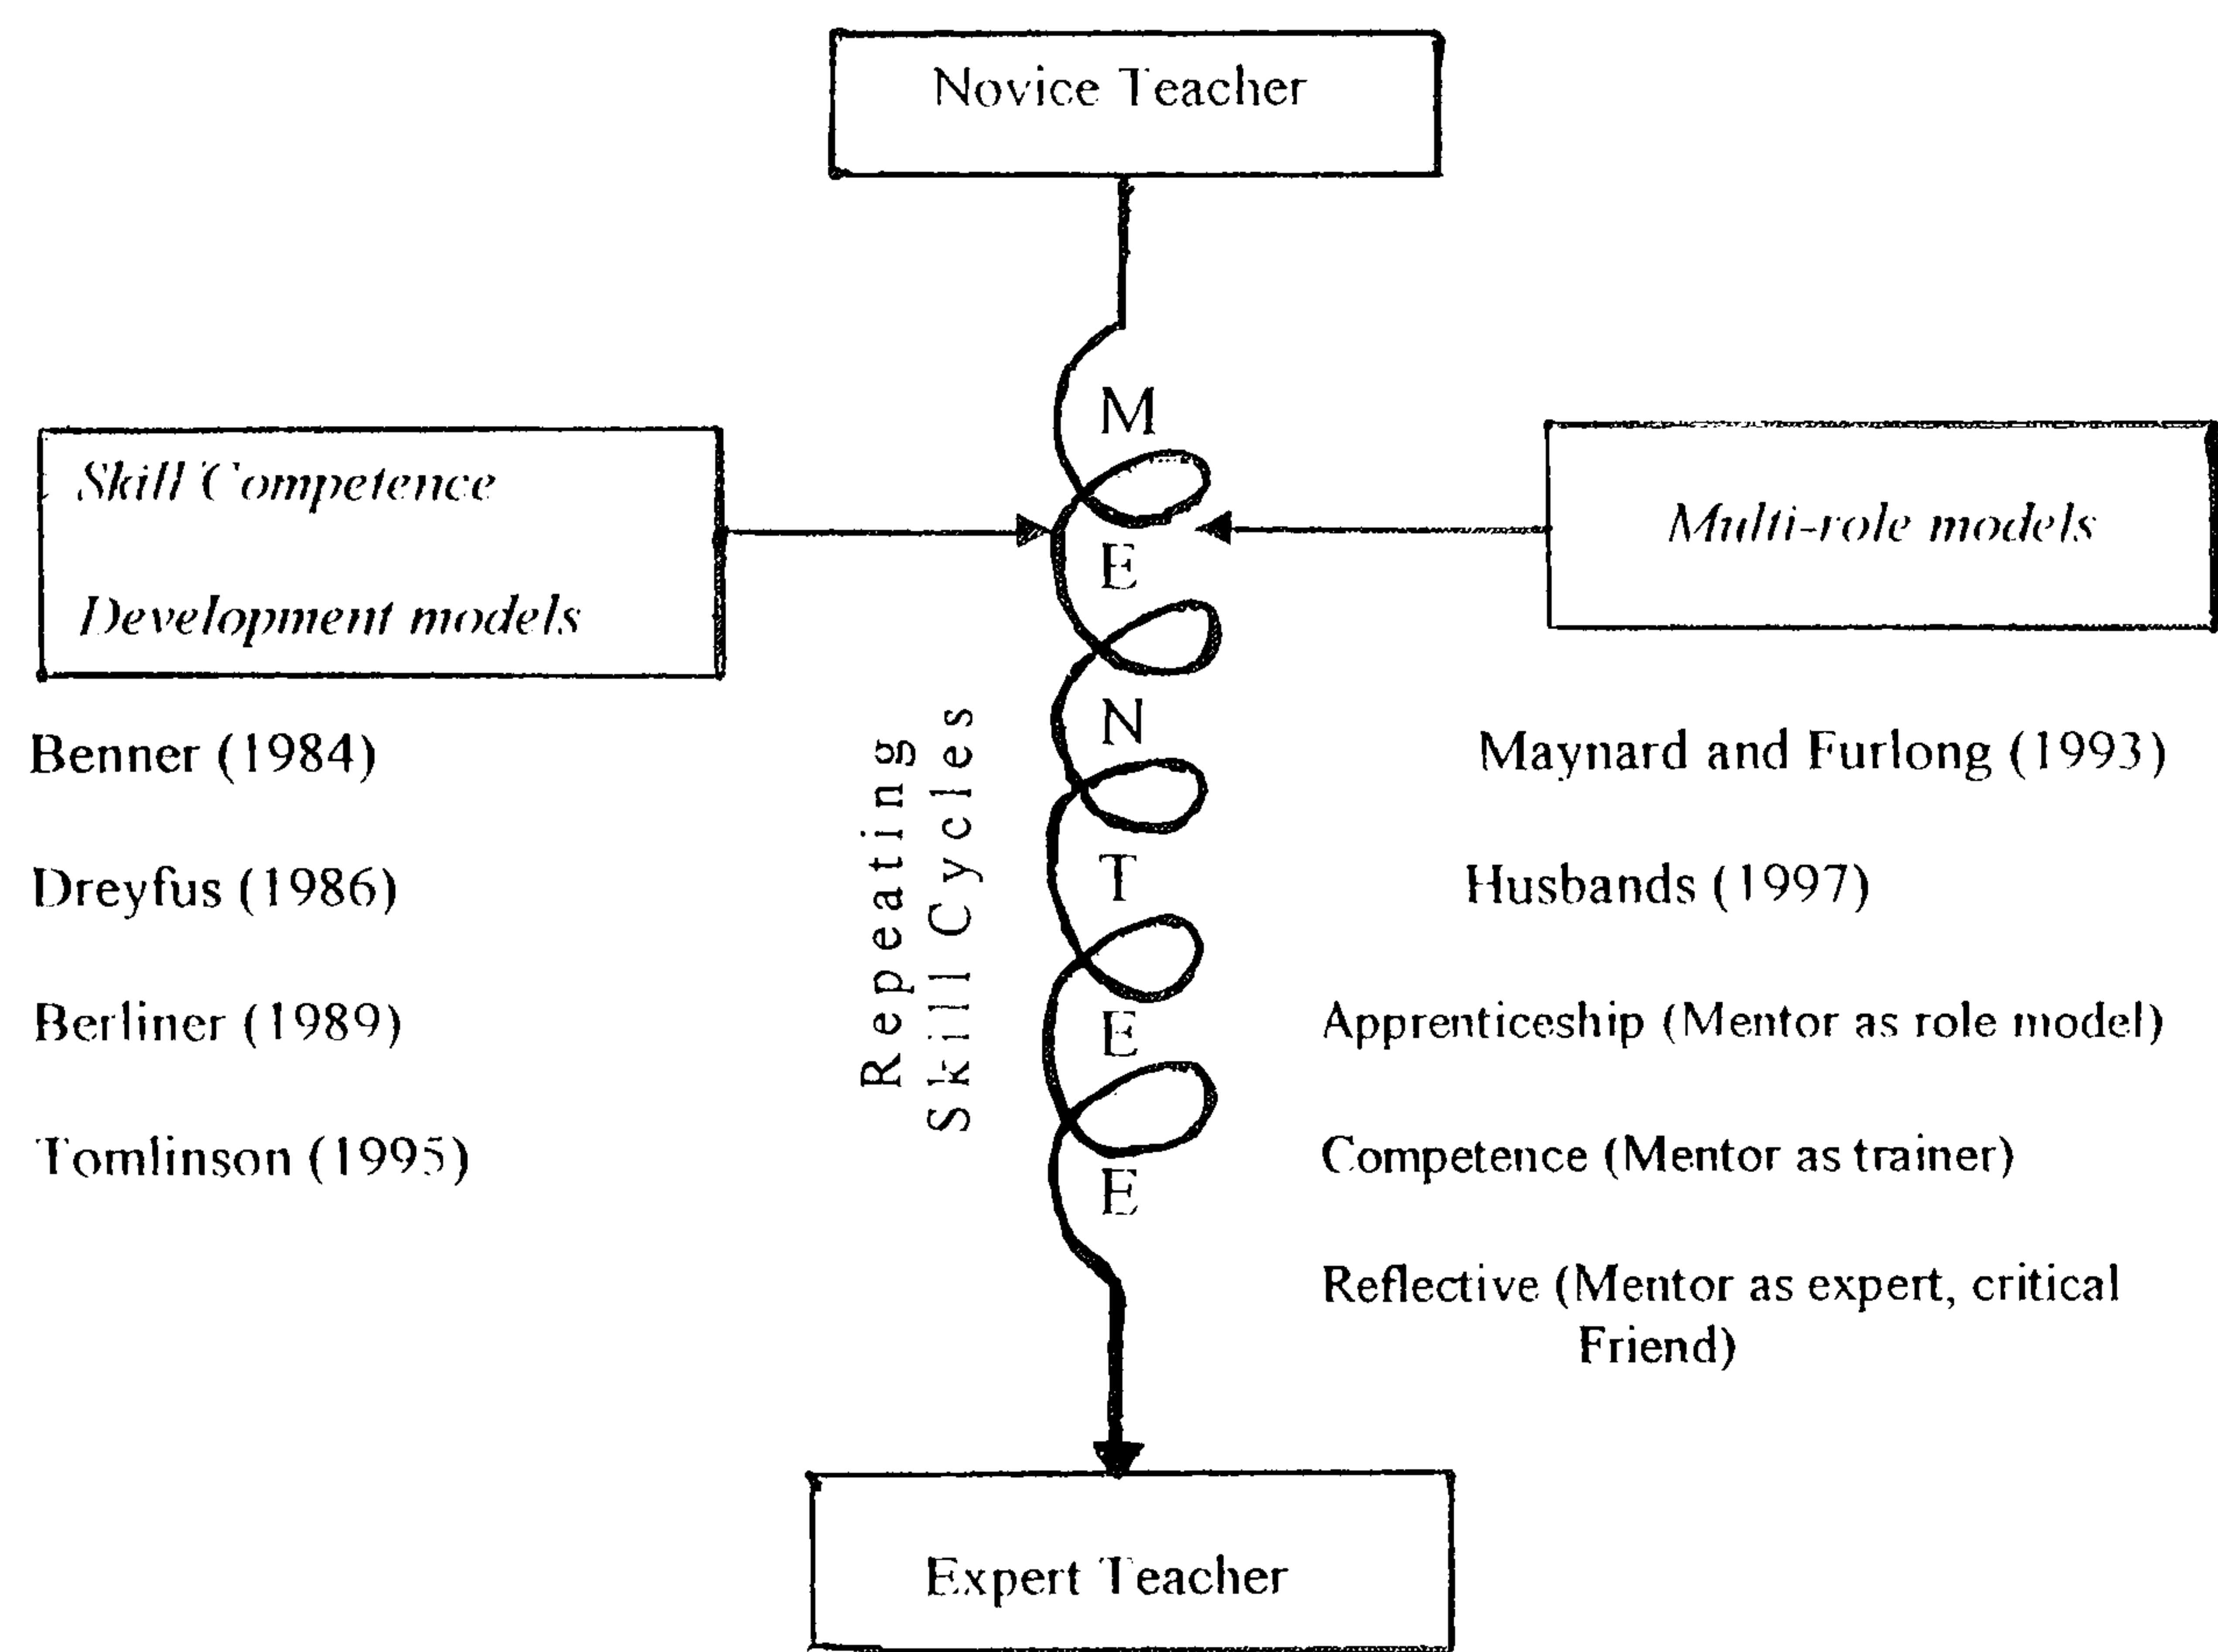 Novice Teacher
Skill Competence
Development models
Multi-role models
MENTEE
Repeating
Skill Cycles
Benner (1984)
Dreyfus (1986)
Berliner (1989)
Tomlinson (1995)
Maynard and Furlong (1993)
Husbands (1997)
Apprenticeship (Mentor as role model)
Competence (Mentor as trainer)
Reflective (Mentor as expert, critical
Friend)
Expert Teacher